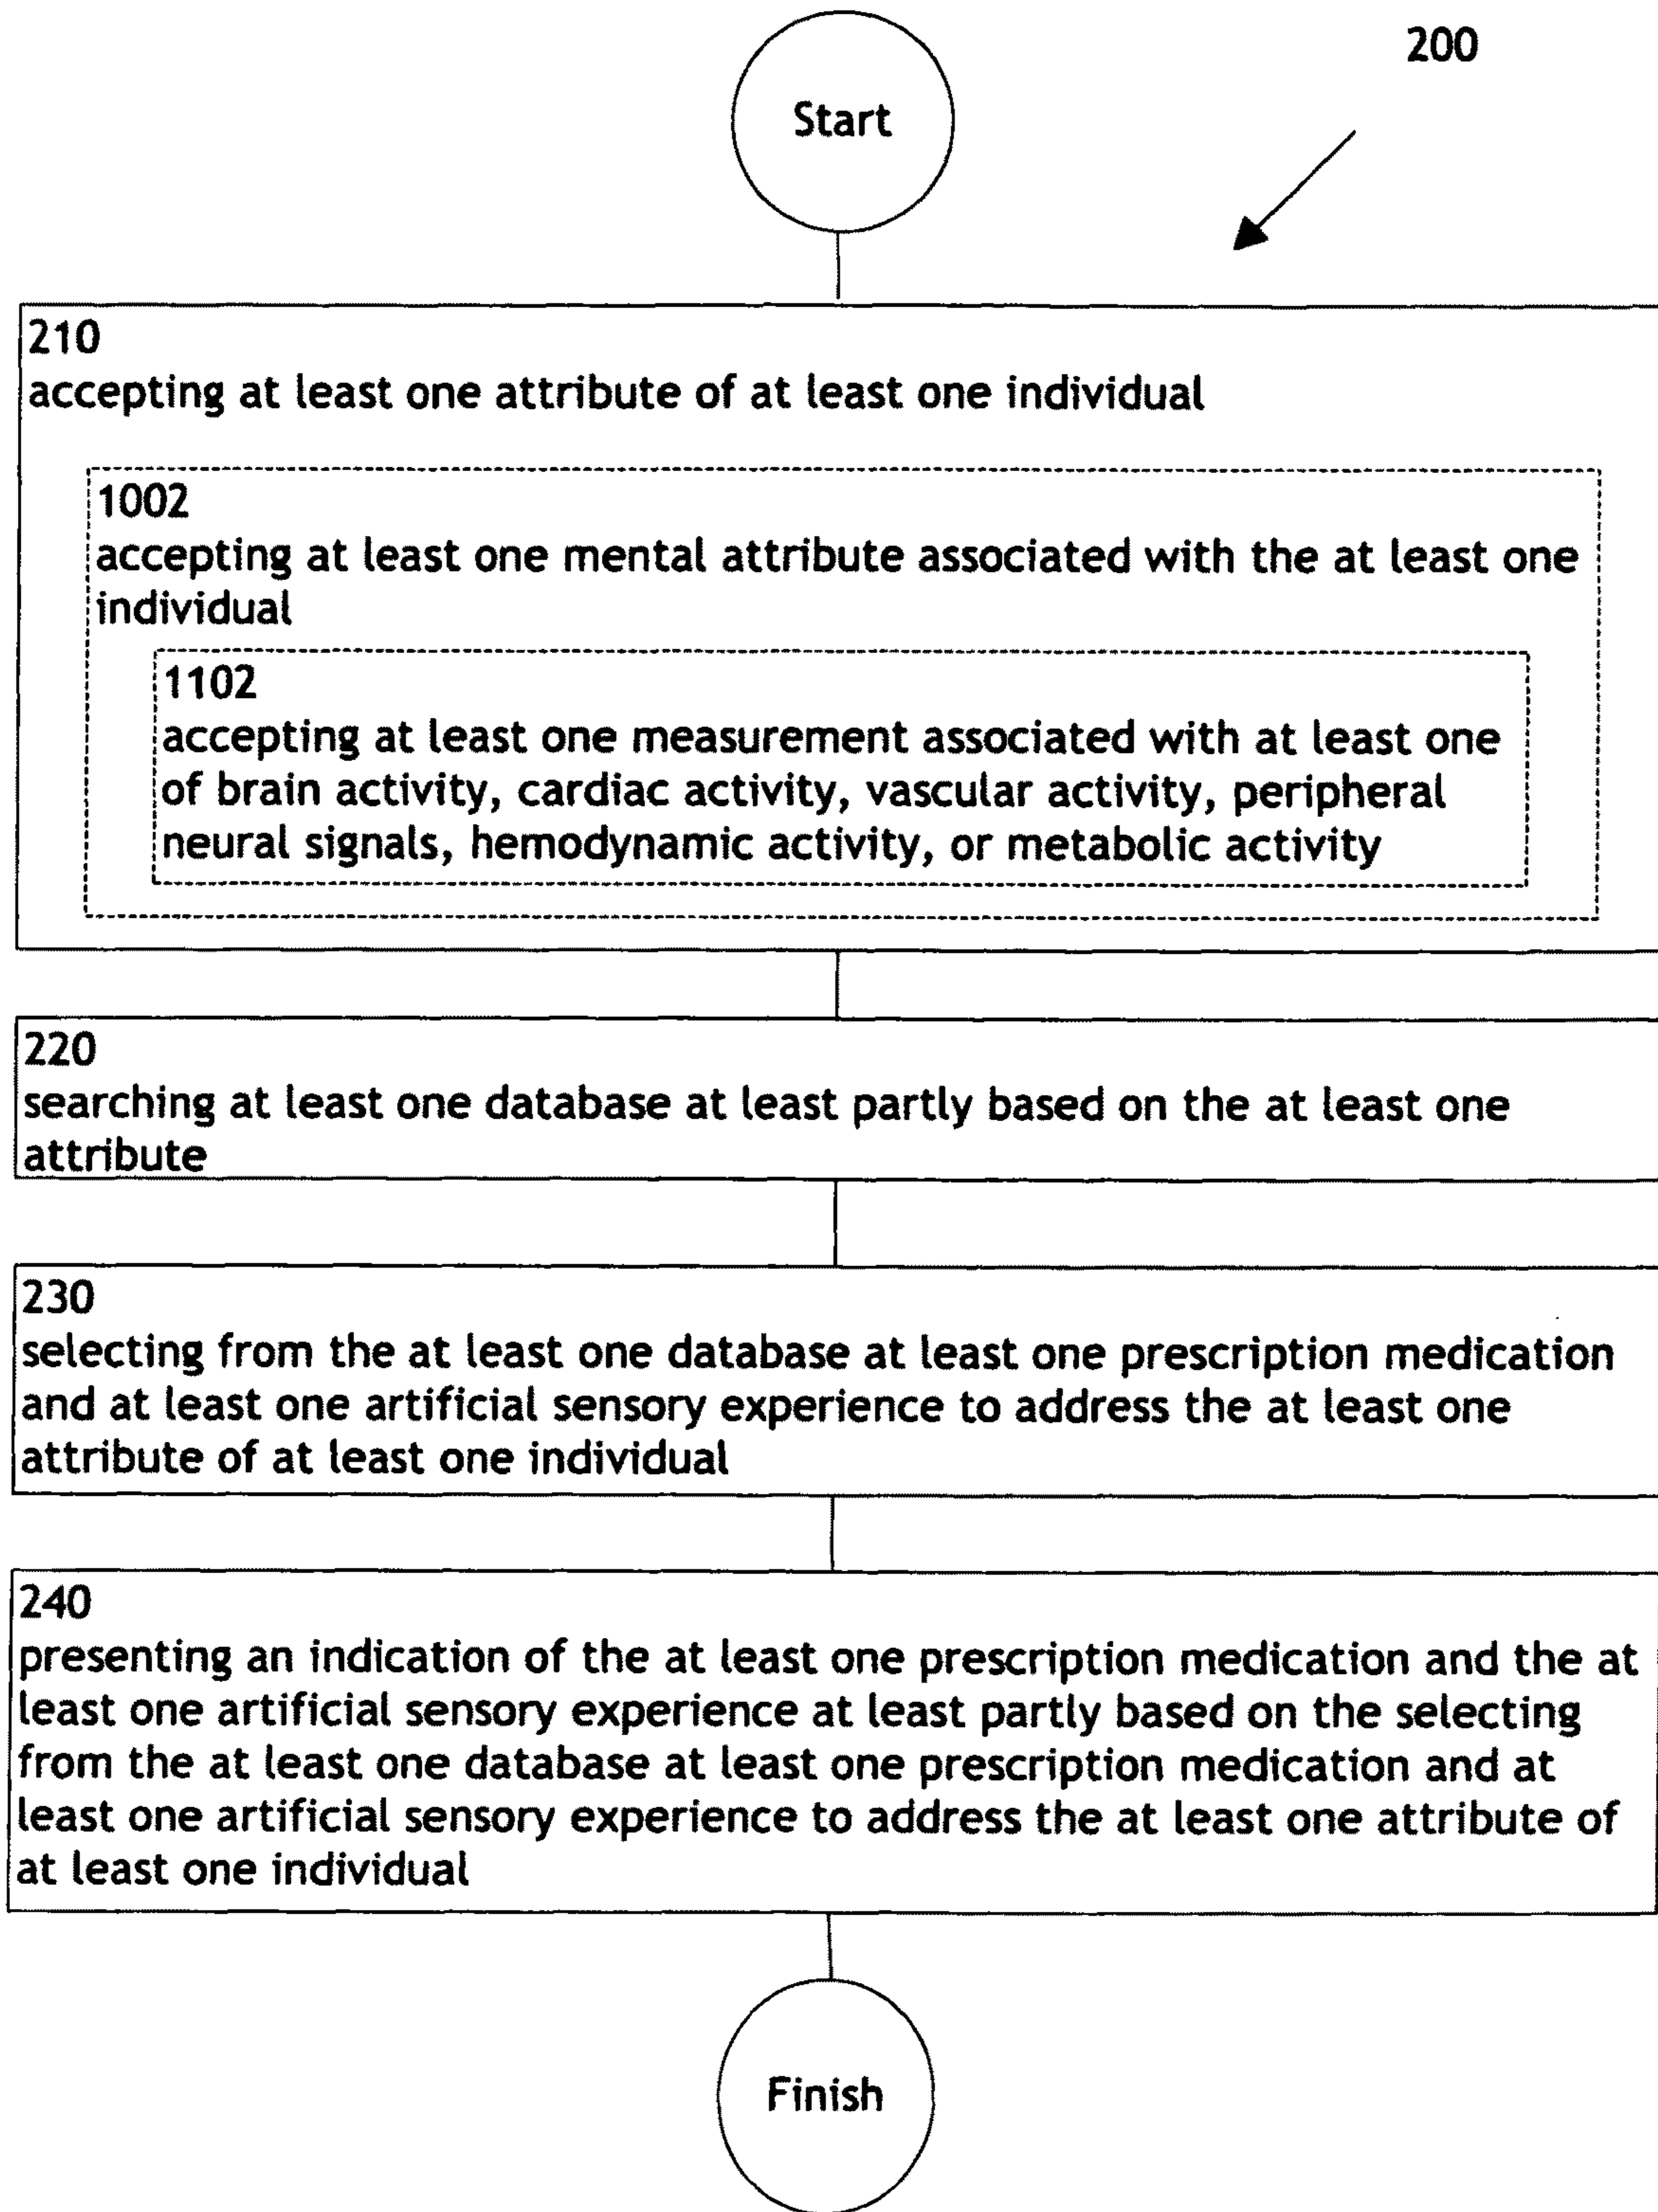 200
Start
210
accepting at least one attribute of at least one individual
1002
accepting at least one mental attribute associated with the at least one
individual
1102
accepting at least one measurement associated with at least one
of brain activity, cardiac activity, vascular activity, peripheral
neural signals, hemodynamic activity, or metabolic activity
220
searching at least one database at least partly based on the at least one
attribute
230
selecting from the at least one database at least one prescription medication
and at least one artificial sensory experience to address the at least one
attribute of at least one individual
240
presenting an indication of the at least one prescription medication and the at
least one artificial sensory experience at least partly based on the selecting
from the at least one database at least one prescription medication and at
least one artificial sensory experience to address the at least one attribute of
at least one individual
Finish